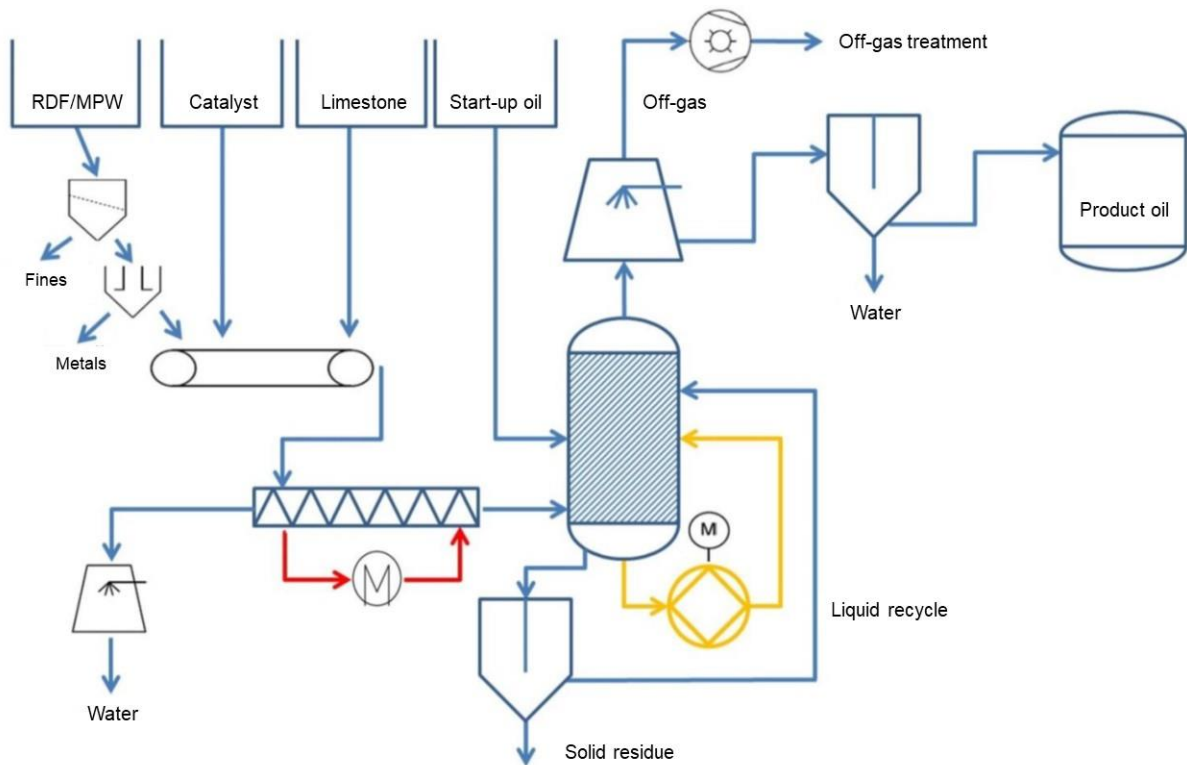 RDF/MPW
Catalyst
Limestone
Start-up oil
Off-gas
Off-gas treatment
Product oil
Fines
Metals
Water
M
Liquid recycle
Water
Solid residue